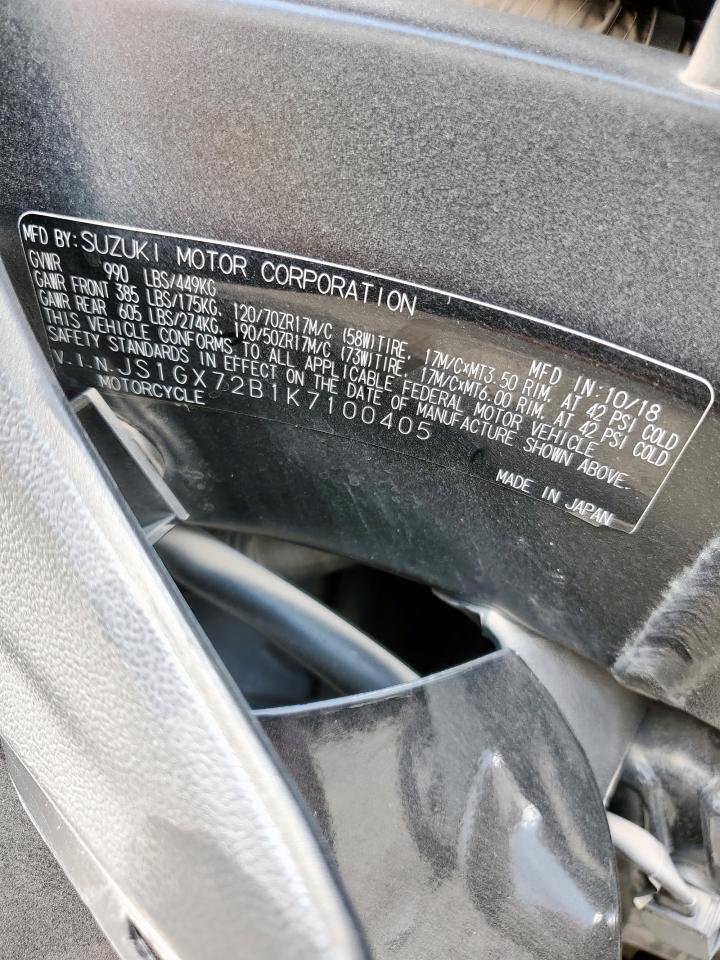 MFD BY: SUZUKI MOTOR CORPORATION
MFD IN: 10/18
GVWR 990 LBS/449KG
GAWR FRONT 385 LBS/175KG, 120/70ZR17M/C (58W)TIRE, 17M/C×MT3.50 RIM, AT 42 PSI COLD
GAWR REAR 605 LBS/274KG, 190/50ZR17M/C (73W)TIRE, 17M/C×MT6.00 RIM, AT 42 PSI COLD
THIS VEHICLE CONFORMS TO ALL APPLICABLE FEDERAL MOTOR VEHICLE
SAFETY STANDARDS IN EFFECT ON THE DATE OF MANUFACTURE SHOWN ABOVE.
V.I.N.JS1GX72B1K7100405
MOTORCYCLE
MADE IN JAPAN